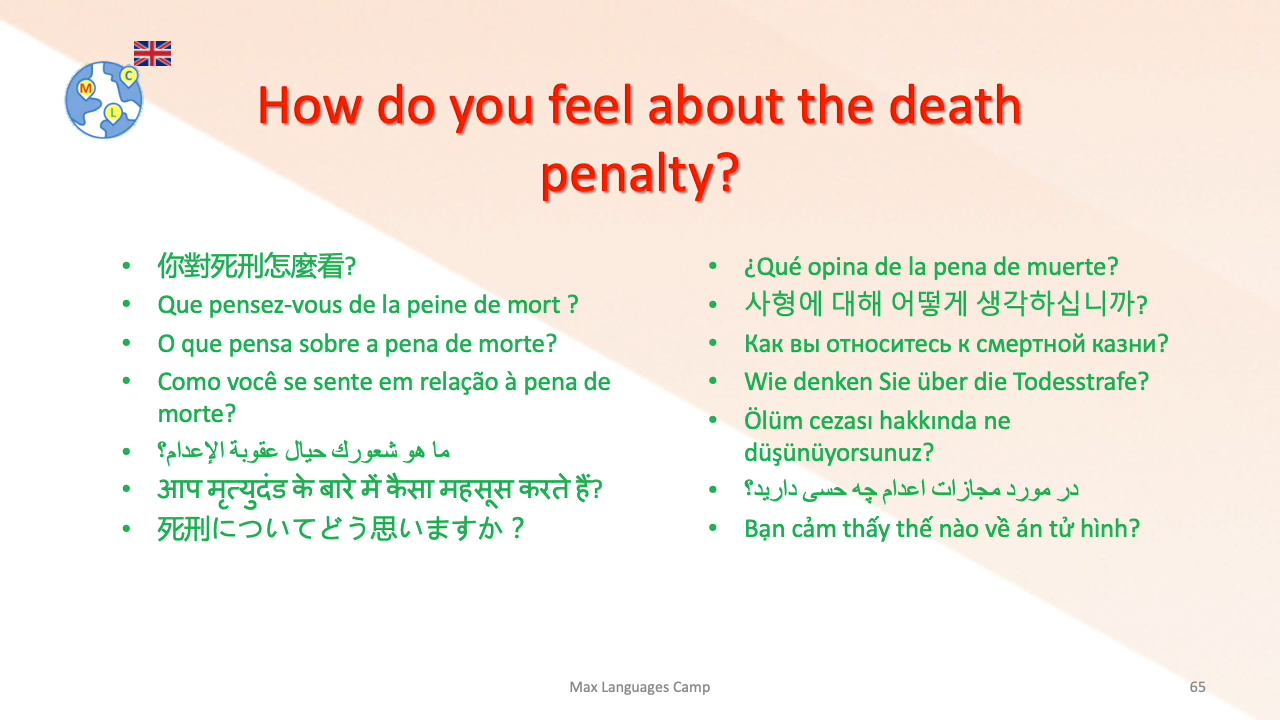 M
C
L
How do you feel about the death
penalty?
• 你對死刑怎麼看?
• Que pensez-vous de la peine de mort ?
• O que pensa sobre a pena de morte?
• Como você se sente em relação à pena de
morte?
• ما هو شعورك حيال عقوبة الإعدام؟
• आप मृत्युदंड के बारे में कैसा महसूस करते हैं?
• 死刑についてどう思いますか？
• ¿Qué opina de la pena de muerte?
• 사형에 대해 어떻게 생각하십니까?
• Как вы относитесь к смертной казни?
• Wie denken Sie über die Todesstrafe?
• Ölüm cezası hakkında ne
düşünüyorsunuz?
• در مورد مجازات اعدام چه حسی دارید؟
• Bạn cảm thấy thế nào về án tử hình?
Max Languages Camp
65